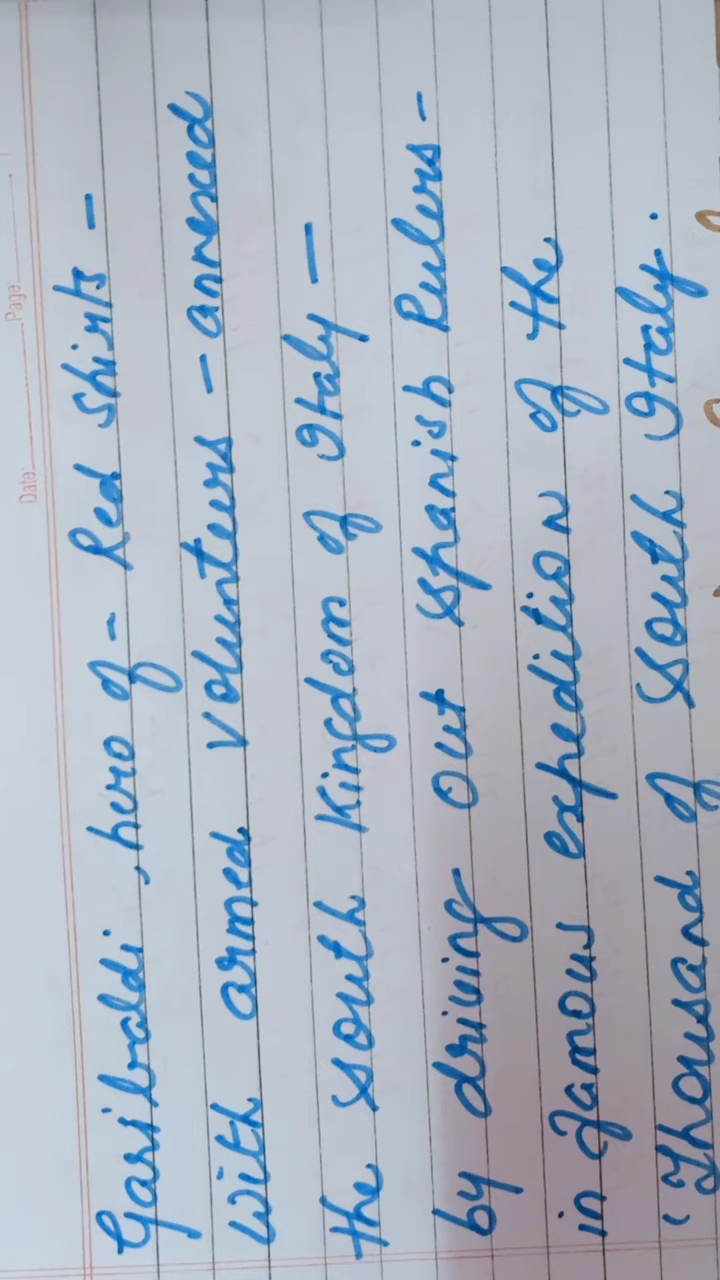 Date: Page:
Garibaldi, hero of - Red shirts -
with armed volunteers - annexed
the south Kingdom of Italy -
by driving out spanish Rulers -
in famous expedition of the
'Thousand of south Italy.